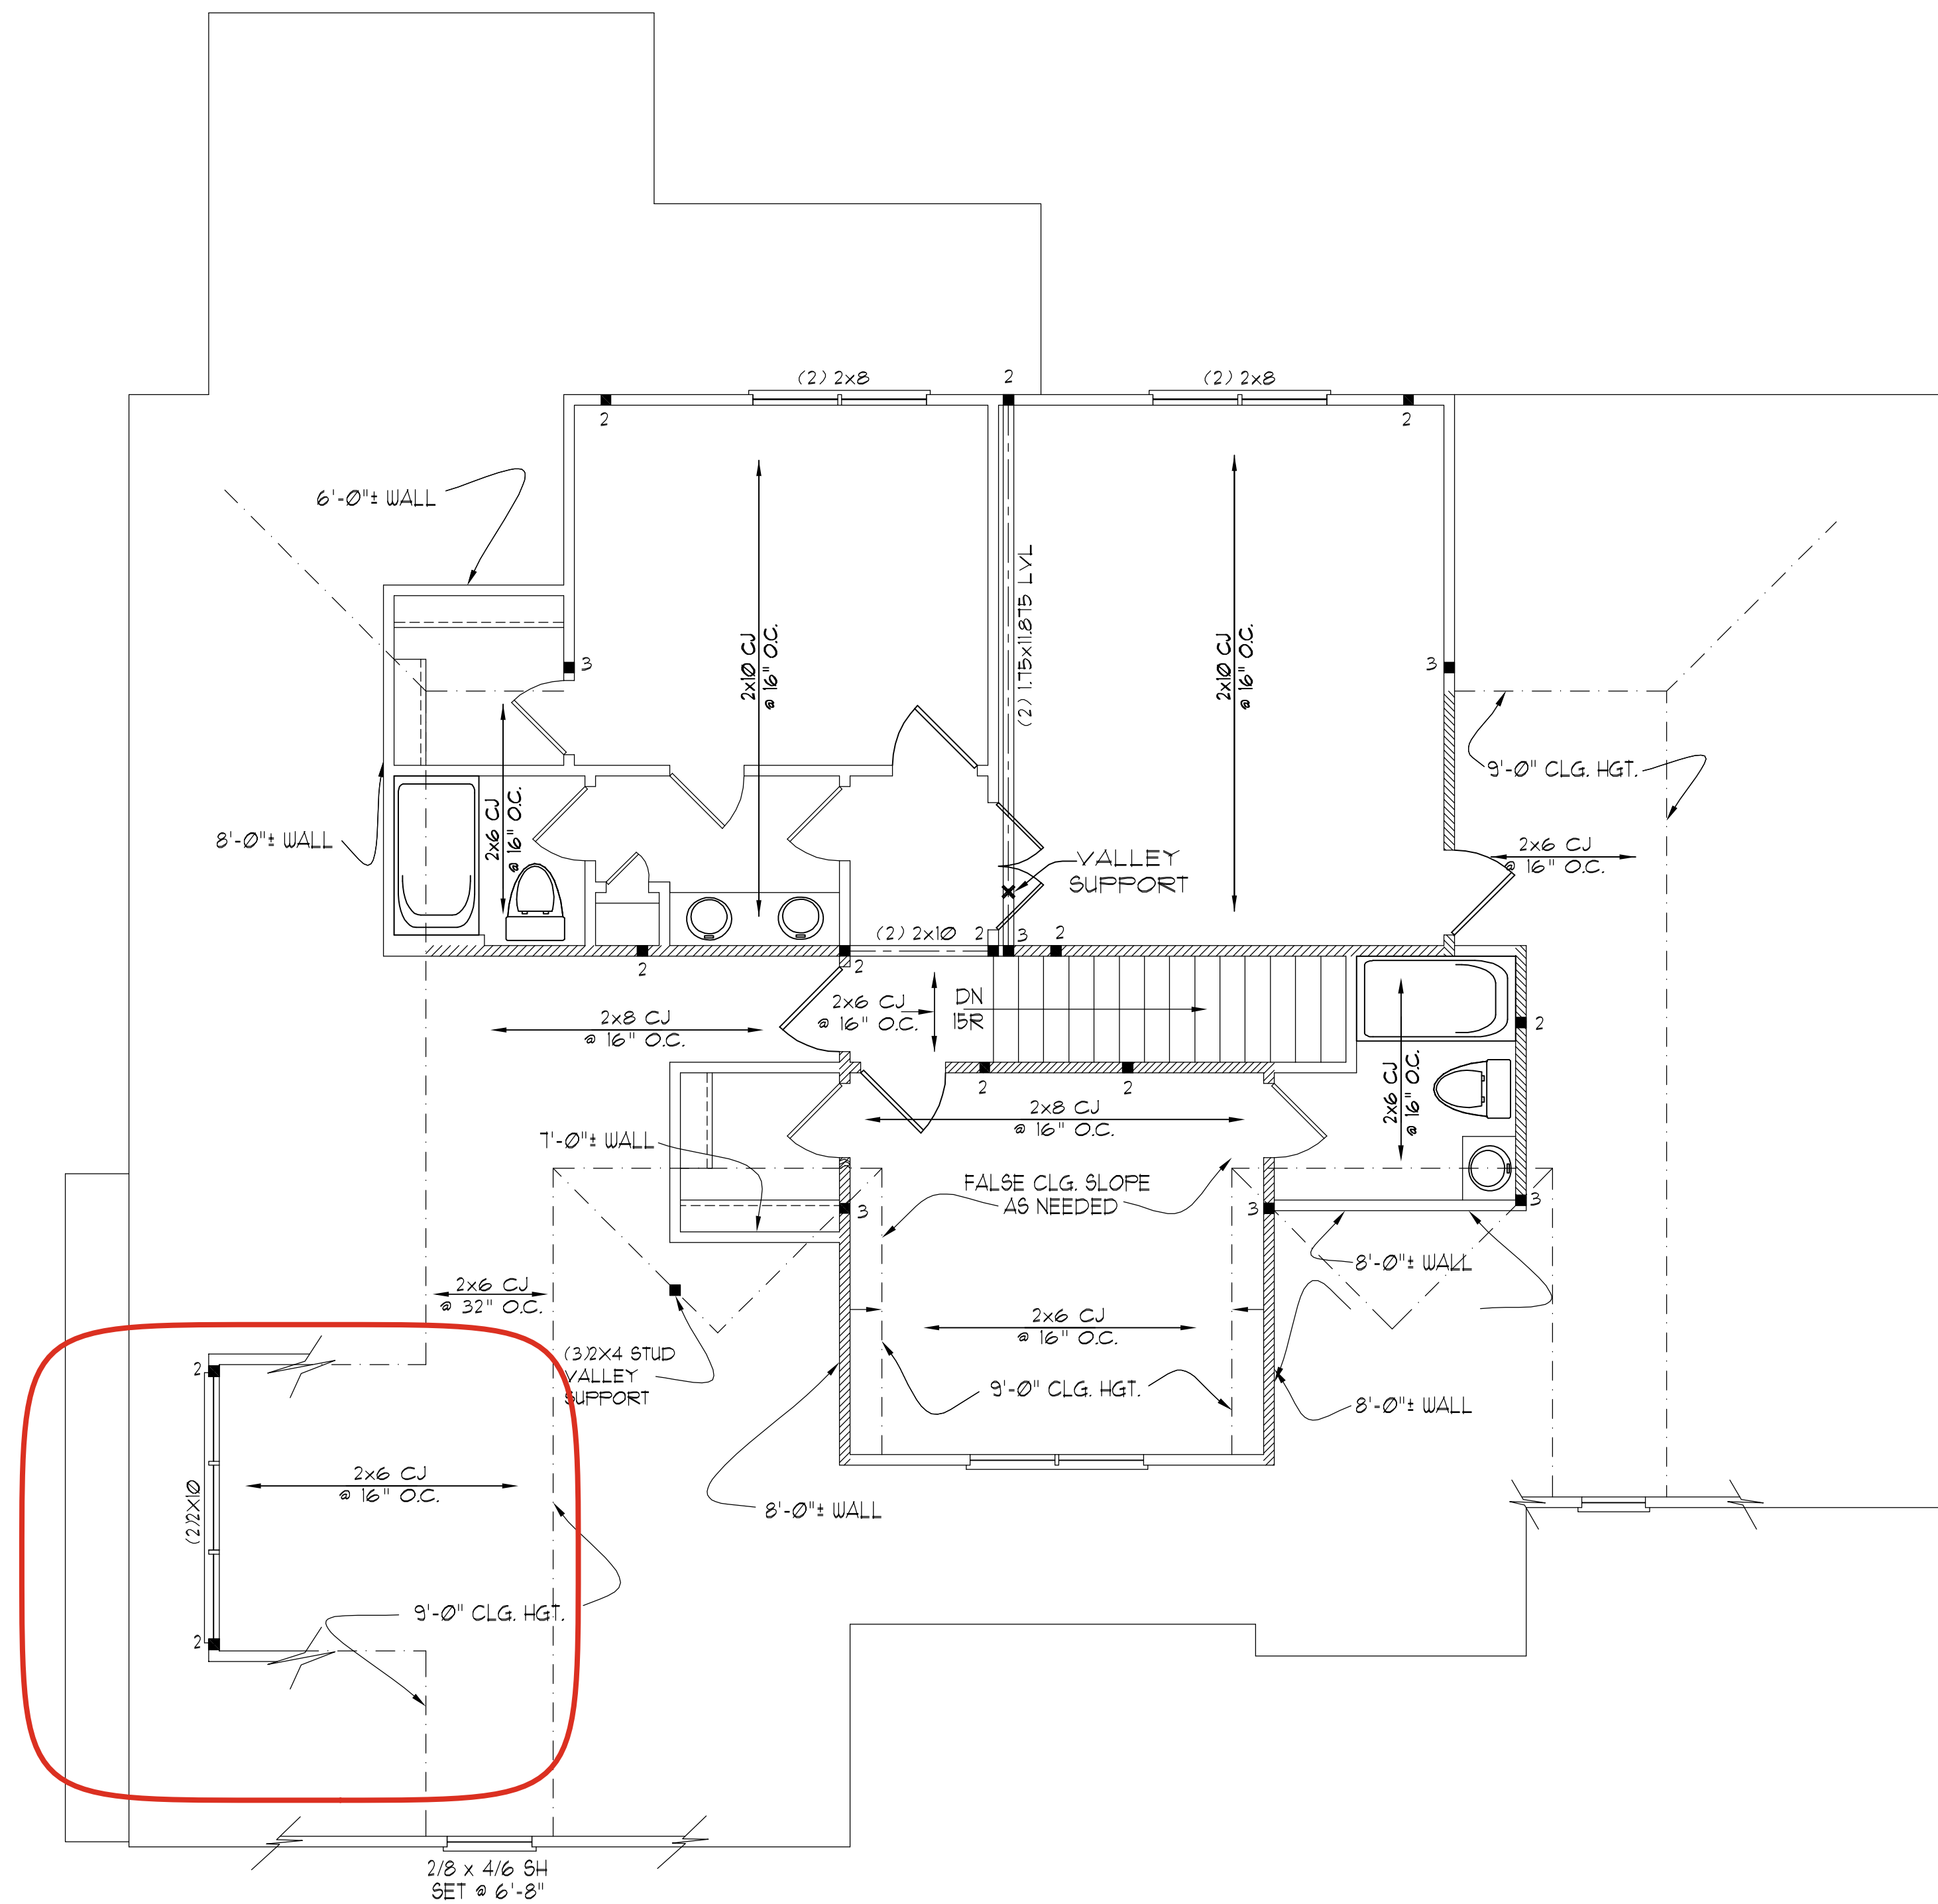 (2) 2x8
2
(2) 2x8
2
2
6'-0"± WALL
3
3
2x10 CJ
@ 16" O.C.
(2) 1.75x11.875 LVL
2x10 CJ
@ 16" O.C.
9'-0" CLG. HGT.
8'-0"± WALL
2x6 CJ
@ 16" O.C.
VALLEY
SUPPORT
2x6 CJ
@ 16" O.C.
(2) 2x10
2
3
2
2
2
2x8 CJ
@ 16" O.C.
2x6 CJ
@ 16" O.C.
DN
15R
2
2
2
2x6 CJ
@ 16" O.C.
2x8 CJ
@ 16" O.C.
7'-0"± WALL
FALSE CLG. SLOPE
AS NEEDED
3
3
3
8'-0"± WALL
2x6 CJ
@ 32" O.C.
2x6 CJ
@ 16" O.C.
(3)2X4 STUD
VALLEY
SUPPORT
2
9'-0" CLG. HGT.
8'-0"± WALL
2x6 CJ
@ 16" O.C.
(2)2X10
8'-0"± WALL
9'-0" CLG. HGT.
2
2/8 x 4/6 SH
SET @ 6'-8"